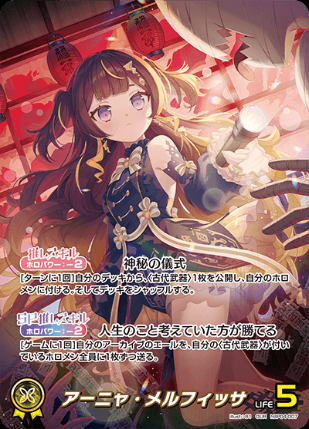 推しスキル
ホロパワー：－2
神秘の儀式
[ターンに1回]自分のデッキから、〈古代武器〉1枚を公開し、自分のホロ
メンに付ける。そしてデッキをシャッフルする。
SP推しスキル
ホロパワー：－2
人生のこと考えていた方が勝てる
[ゲームに1回]自分のアーカイブのエールを、自分の〈古代武器〉が付い
ているホロメン全員に1枚ずつ送る。
アーニャ・メルフィッサ
LIFE 5